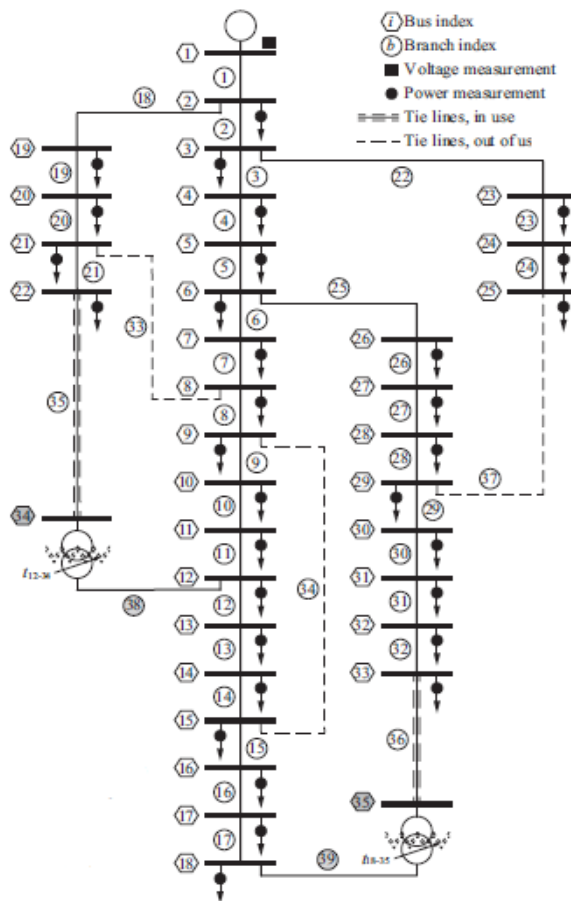 i Bus index
b Branch index
Voltage measurement
Power measurement
Tie lines, in use
Tie lines, out of us
1
1
18 2
2
19 3
19 3 22
20 4 23
20 4 23
21 5 24
21 5 24
22 6 25 25
6
33
7 26
7 26
8 27
35
8 27
9 28
9 28
37
10 29
10 29
34
11 30
11 30
t12-34
12 31
34
38 12 31
13 32
13 32
14 33
14
15
36
15
16
16
35
17
17
18 t18-35
39